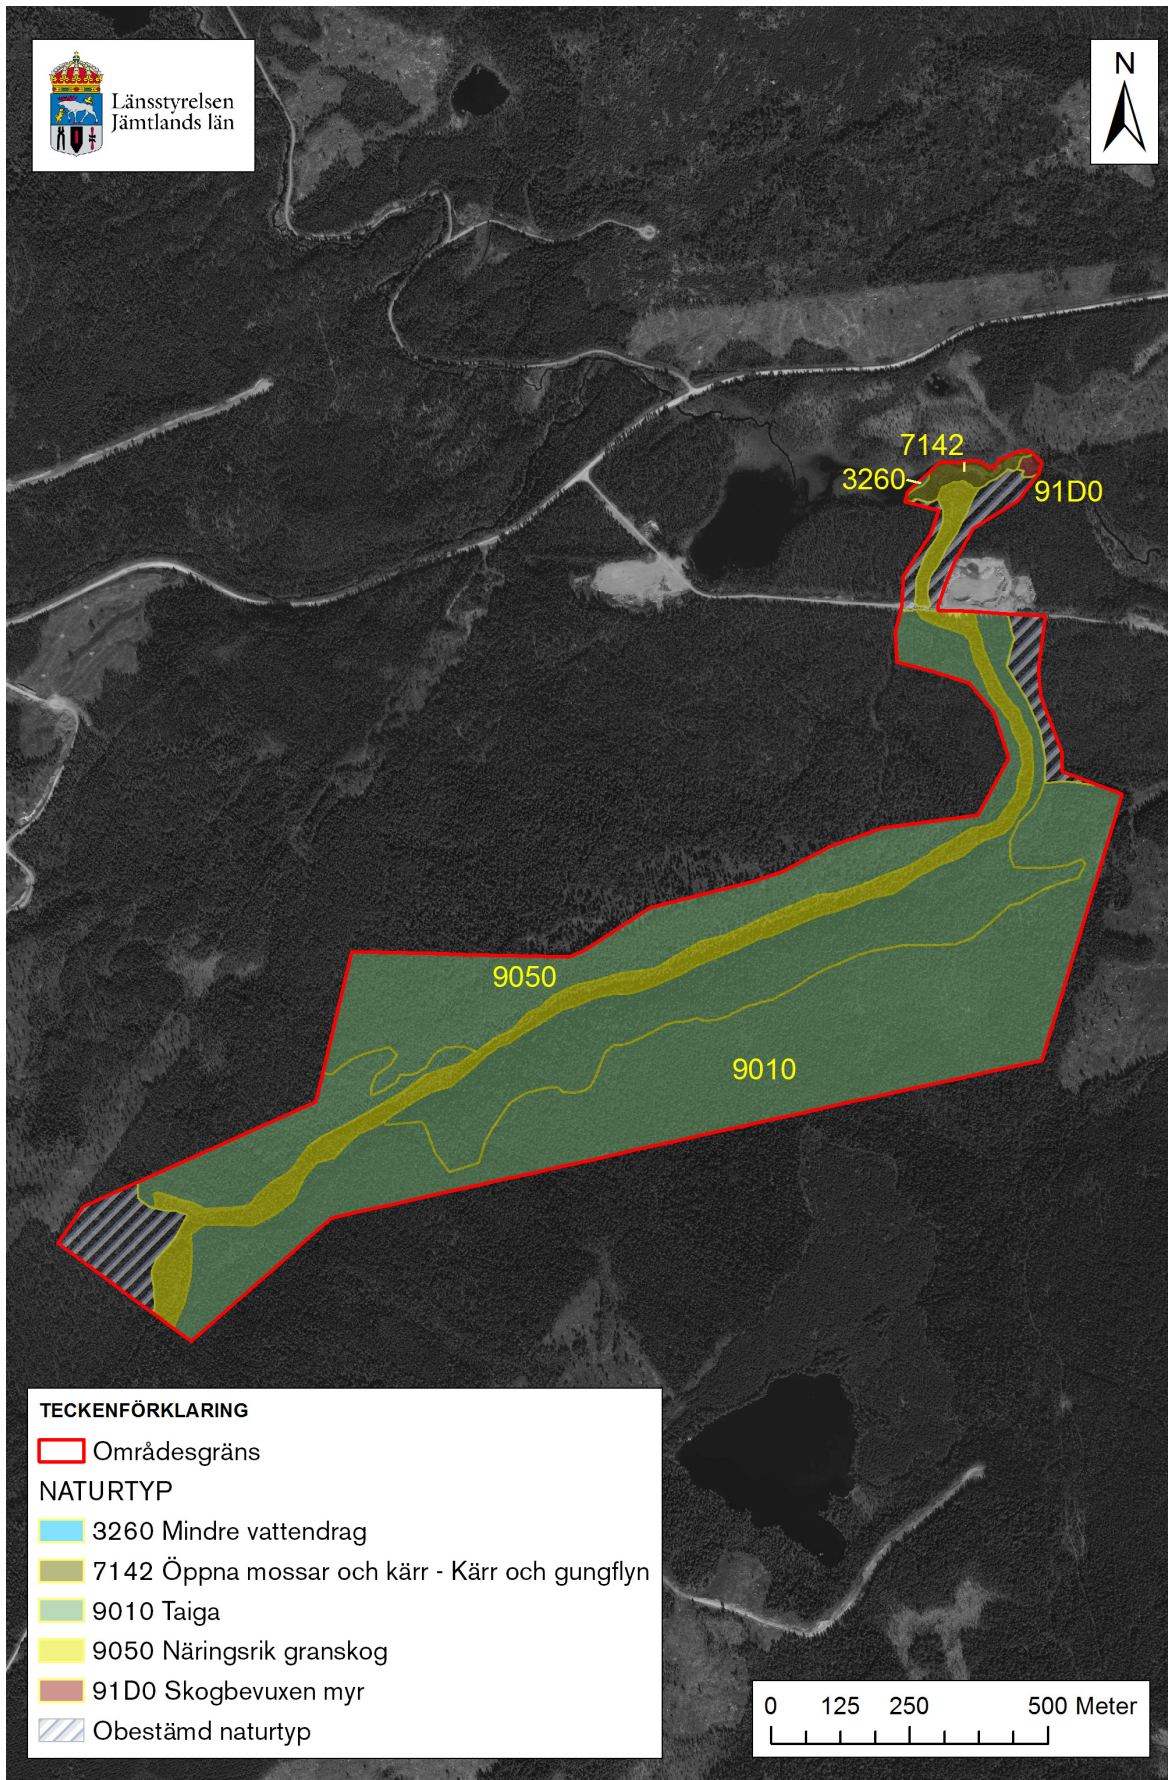 Länsstyrelsen
Jämtlands län
N
7142
3260
91D0
9050
9010
TECKENFÖRKLARING
Områdesgräns
NATURTYP
3260 Mindre vattendrag
7142 Öppna mossar och kärr - Kärr och gungflyn
9010 Taiga
9050 Näringsrik granskog
91D0 Skogbevuxen myr
Obestämd naturtyp
0 125 250 500 Meter